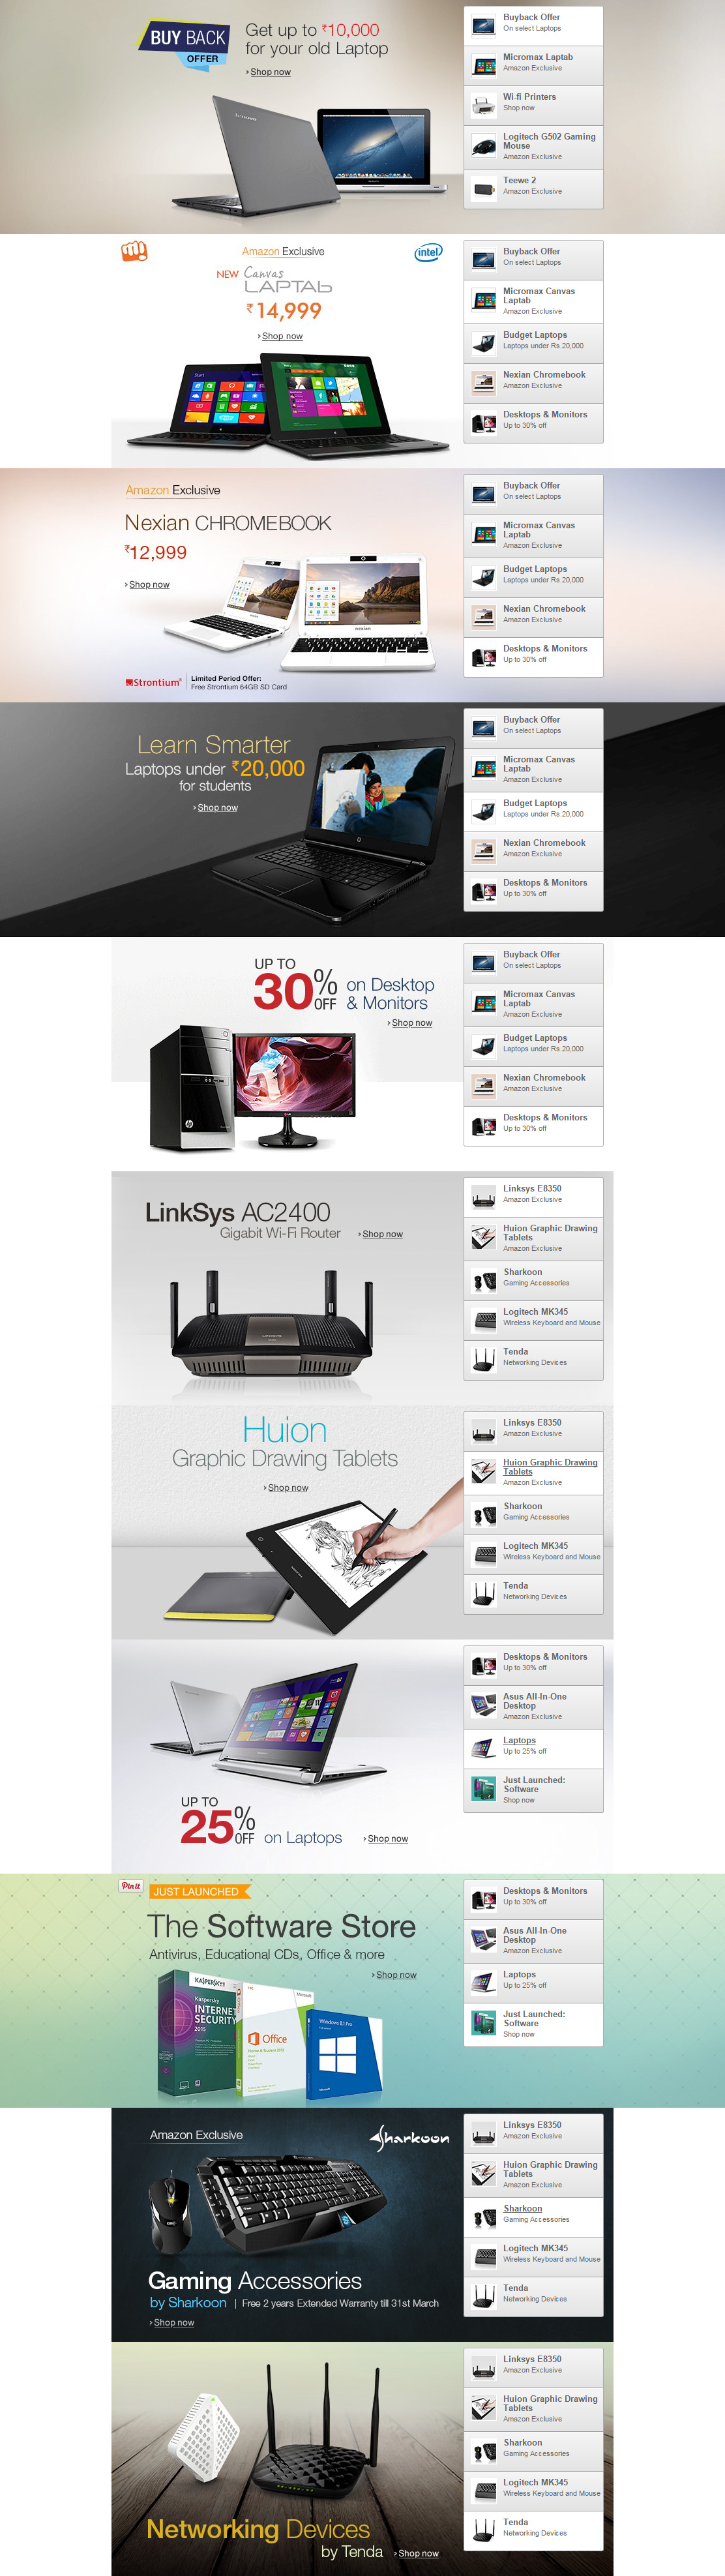 BUY BACK
OFFER
Get up to ₹10,000
for your old Laptop
› Shop now
Buyback Offer
On select Laptops
Micromax Laptab
Amazon Exclusive
Wi-fi Printers
Shop now
Logitech G502 Gaming
Mouse
Amazon Exclusive
Teewe 2
Amazon Exclusive
Amazon Exclusive
intel
NEW Canvas
LAPTAb
₹14,999
› Shop now
Buyback Offer
On select Laptops
Micromax Canvas
Laptab
Amazon Exclusive
Budget Laptops
Laptops under Rs.20,000
Nexian Chromebook
Amazon Exclusive
Desktops & Monitors
Up to 30% off
Amazon Exclusive
Nexian CHROMEBOOK
₹12,999
› Shop now
Strontium
Limited Period Offer:
Free Strontium 64GB SD Card
Buyback Offer
On select Laptops
Micromax Canvas
Laptab
Amazon Exclusive
Budget Laptops
Laptops under Rs.20,000
Nexian Chromebook
Amazon Exclusive
Desktops & Monitors
Up to 30% off
Learn Smarter
Laptops under ₹20,000
for students
› Shop now
Buyback Offer
On select Laptops
Micromax Canvas
Laptab
Amazon Exclusive
Budget Laptops
Laptops under Rs.20,000
Nexian Chromebook
Amazon Exclusive
Desktops & Monitors
Up to 30% off
UP TO
30% OFF on Desktop
& Monitors
› Shop now
hp
Buyback Offer
On select Laptops
Micromax Canvas
Laptab
Amazon Exclusive
Budget Laptops
Laptops under Rs.20,000
Nexian Chromebook
Amazon Exclusive
Desktops & Monitors
Up to 30% off
LinkSys AC2400
Gigabit Wi-Fi Router › Shop now
Linksys E8350
Amazon Exclusive
Huion Graphic Drawing
Tablets
Amazon Exclusive
Sharkoon
Gaming Accessories
Logitech MK345
Wireless Keyboard and Mouse
Tenda
Networking Devices
Huion
Graphic Drawing Tablets
› Shop now
Linksys E8350
Amazon Exclusive
Huion Graphic Drawing
Tablets
Amazon Exclusive
Sharkoon
Gaming Accessories
Logitech MK345
Wireless Keyboard and Mouse
Tenda
Networking Devices
UP TO
25% OFF on Laptops › Shop now
Desktops & Monitors
Up to 30% off
Asus All-In-One
Desktop
Amazon Exclusive
Laptops
Up to 25% off
Just Launched:
Software
Shop now
Pin it
JUST LAUNCHED
The Software Store
Antivirus, Educational CDs, Office & more
› Shop now
KASPERSKY
Kaspersky
INTERNET
SECURITY
2015
Office
Windows 8.1 Pro
Desktops & Monitors
Up to 30% off
Asus All-In-One
Desktop
Amazon Exclusive
Laptops
Up to 25% off
Just Launched:
Software
Shop now
Amazon Exclusive
Sharkoon
Gaming Accessories
by Sharkoon | Free 2 years Extended Warranty till 31st March
› Shop now
Linksys E8350
Amazon Exclusive
Huion Graphic Drawing
Tablets
Amazon Exclusive
Sharkoon
Gaming Accessories
Logitech MK345
Wireless Keyboard and Mouse
Tenda
Networking Devices
Networking Devices
by Tenda › Shop now
Linksys E8350
Amazon Exclusive
Huion Graphic Drawing
Tablets
Amazon Exclusive
Sharkoon
Gaming Accessories
Logitech MK345
Wireless Keyboard and Mouse
Tenda
Networking Devices